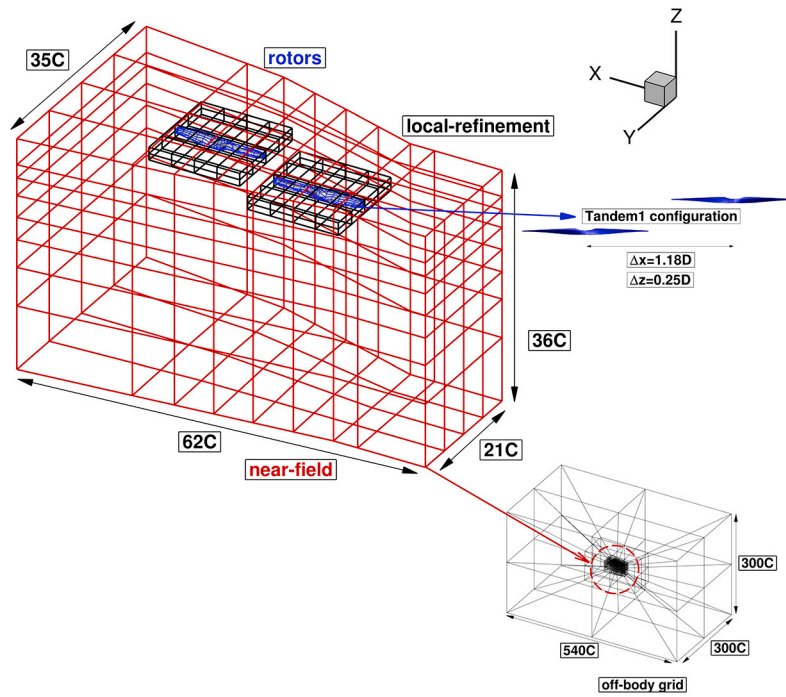 Z
X
Y
35C
rotors
local-refinement
Tandem1 configuration
Δx=1.18D
Δz=0.25D
36C
62C
21C
near-field
300C
540C
300C
off-body grid